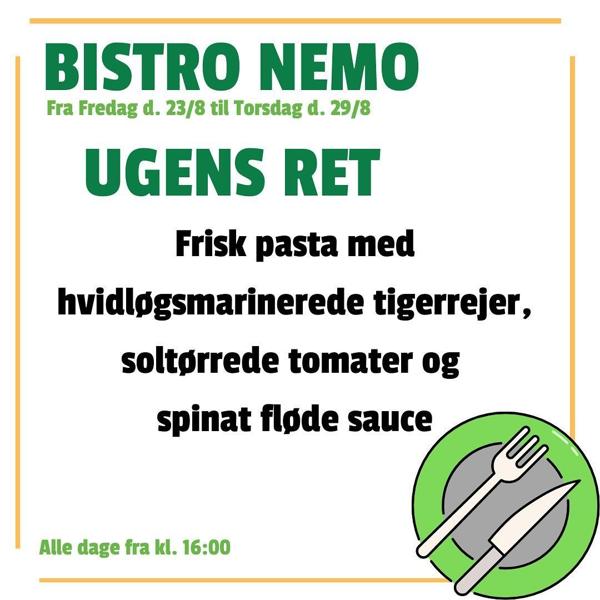 BISTRO NEMO
Fra Fredag d. 23/8 til Torsdag d. 29/8
UGENS RET
Frisk pasta med
hvidløgsmarinerede tigerrejer,
soltørrede tomater og
spinat fløde sauce
Alle dage fra kl. 16:00